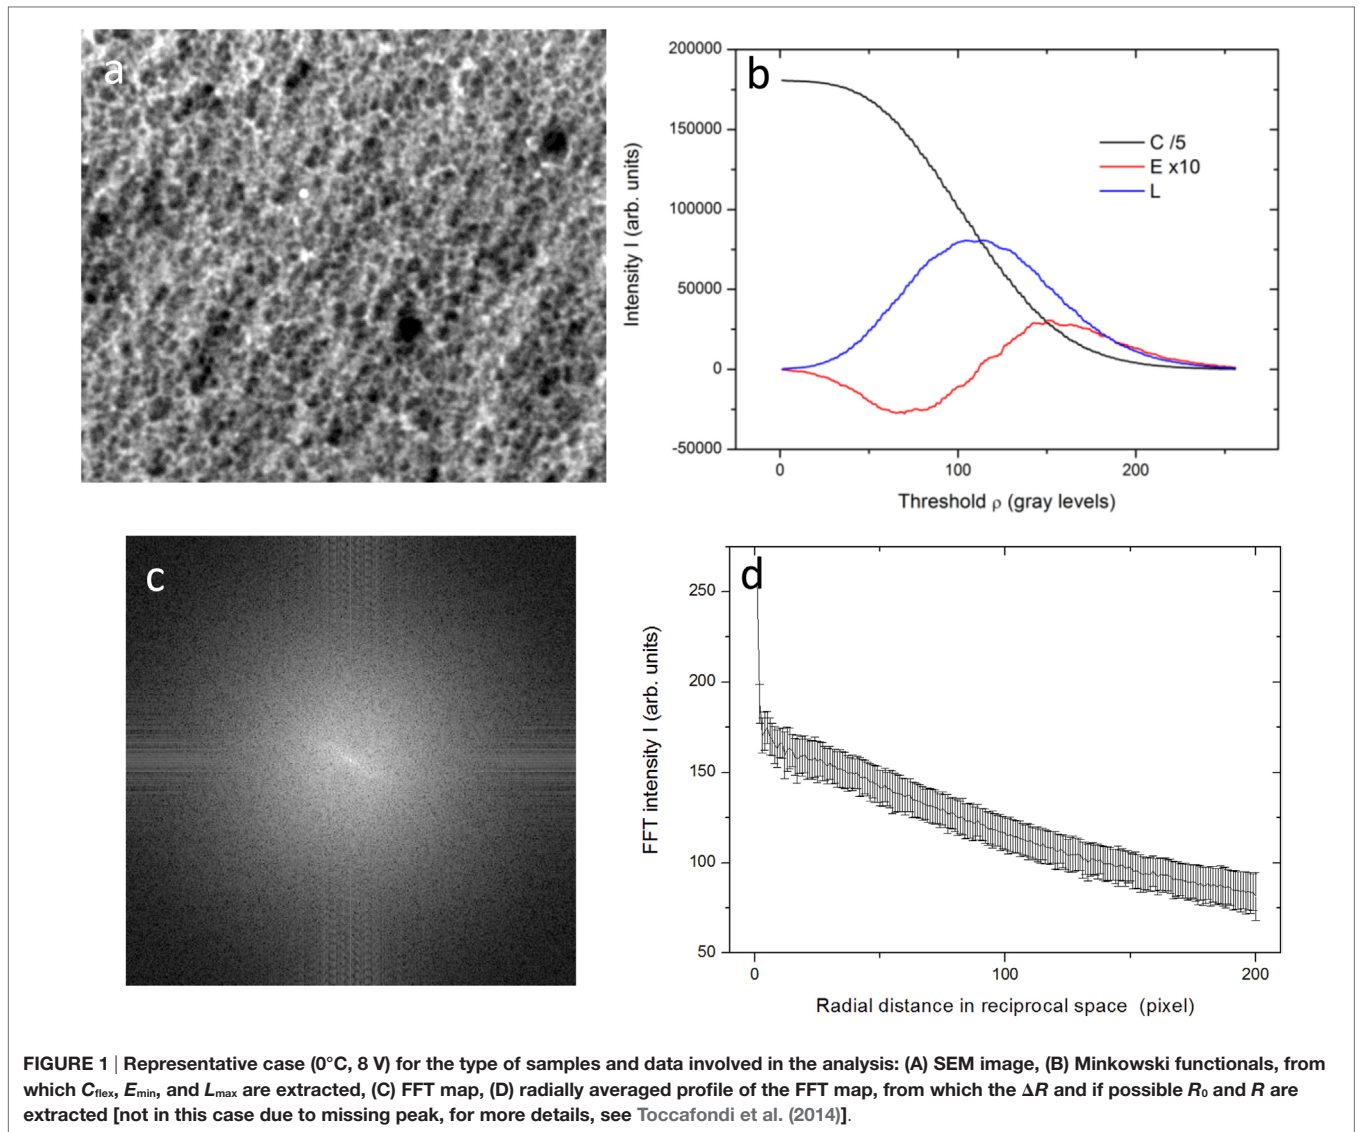 a
b
200000
150000
100000
50000
0
-50000
Intensity I (arb. units)
C /5
E x10
L
0
100
200
Threshold ρ (gray levels)
c
d
250
200
150
100
50
FFT intensity I (arb. units)
0
100
200
Radial distance in reciprocal space (pixel)
FIGURE 1 | Representative case (0°C, 8 V) for the type of samples and data involved in the analysis: (A) SEM image, (B) Minkowski functionals, from
which Cflex, Emin, and Lmax are extracted, (C) FFT map, (D) radially averaged profile of the FFT map, from which the ΔR and if possible R0 and R are
extracted [not in this case due to missing peak, for more details, see Toccafondi et al. (2014)].